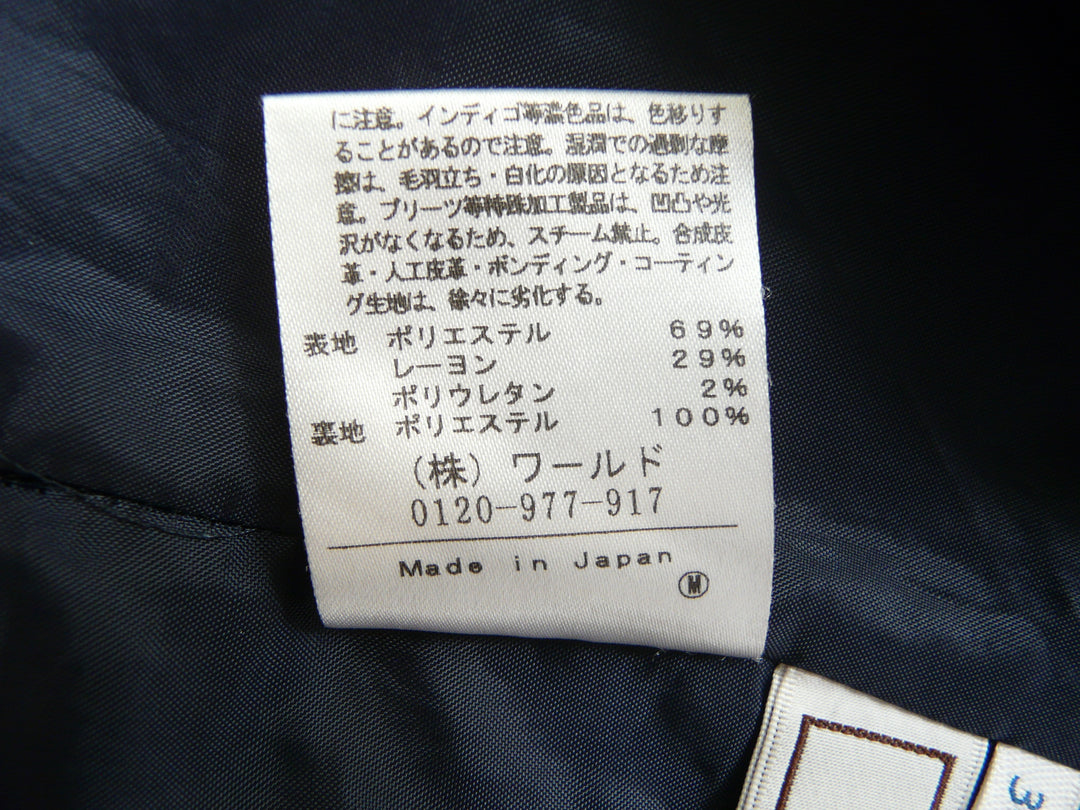 に注意。インディゴ等濃色品は、色移りす
ることがあるので注意。湿潤での過剰な摩
擦は、毛羽立ち・白化の原因となるため注
意。プリーツ等特殊加工製品は、凹凸や光
沢がなくなるため、スチーム禁止。合成皮
革・人工皮革・ボンディング・コーティン
グ生地は、徐々に劣化する。
表地 ポリエステル 69%
レーヨン 29%
ポリウレタン 2%
裏地 ポリエステル 100%
(株) ワールド
0120-977-917
Made in Japan
Ⓜ
3